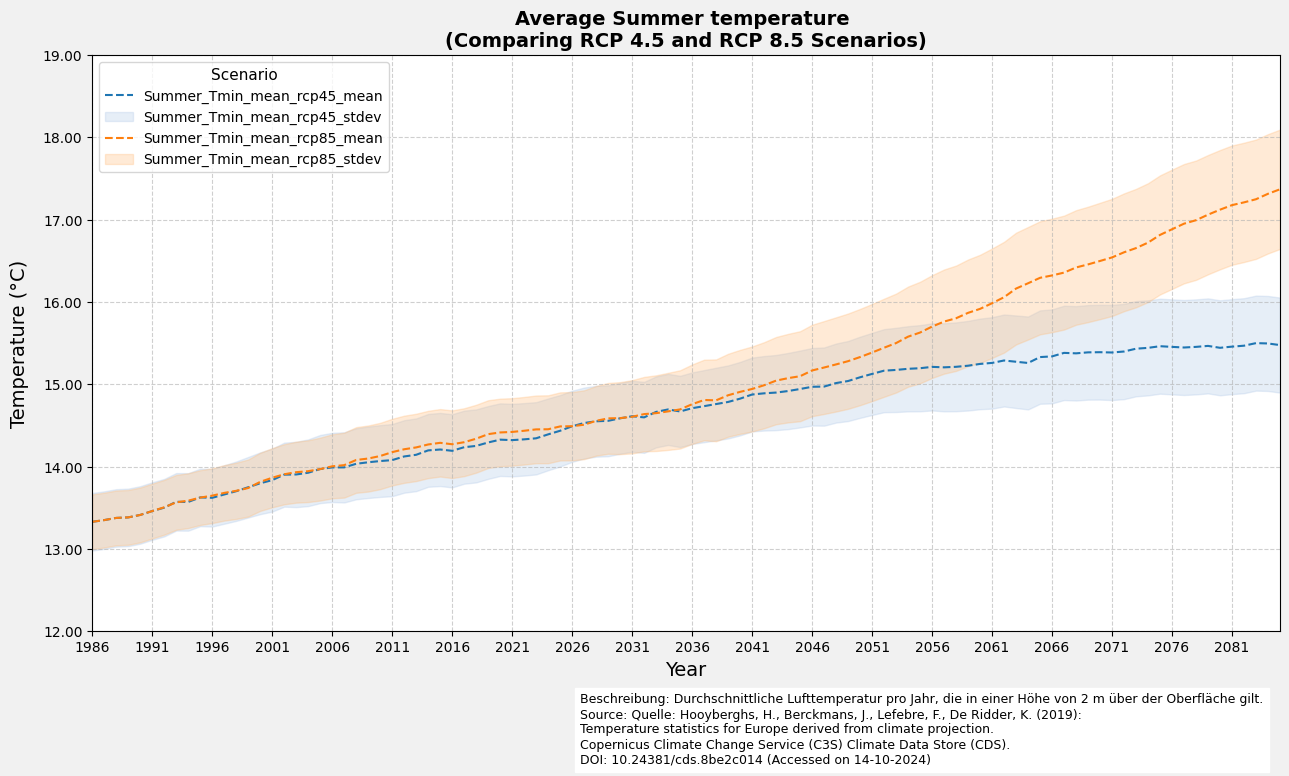 Average Summer temperature
(Comparing RCP 4.5 and RCP 8.5 Scenarios)
19.00
18.00
17.00
16.00
15.00
14.00
13.00
12.00
Temperature (°C)
Scenario
Summer_Tmin_mean_rcp45_mean
Summer_Tmin_mean_rcp45_stdev
Summer_Tmin_mean_rcp85_mean
Summer_Tmin_mean_rcp85_stdev
1986 1991 1996 2001 2006 2011 2016 2021 2026 2031 2036 2041 2046 2051 2056 2061 2066 2071 2076 2081
Year
Beschreibung: Durchschnittliche Lufttemperatur pro Jahr, die in einer Höhe von 2 m über der Oberfläche gilt.
Source: Quelle: Hooyberghs, H., Berckmans, J., Lefebre, F., De Ridder, K. (2019):
Temperature statistics for Europe derived from climate projection.
Copernicus Climate Change Service (C3S) Climate Data Store (CDS).
DOI: 10.24381/cds.8be2c014 (Accessed on 14-10-2024)